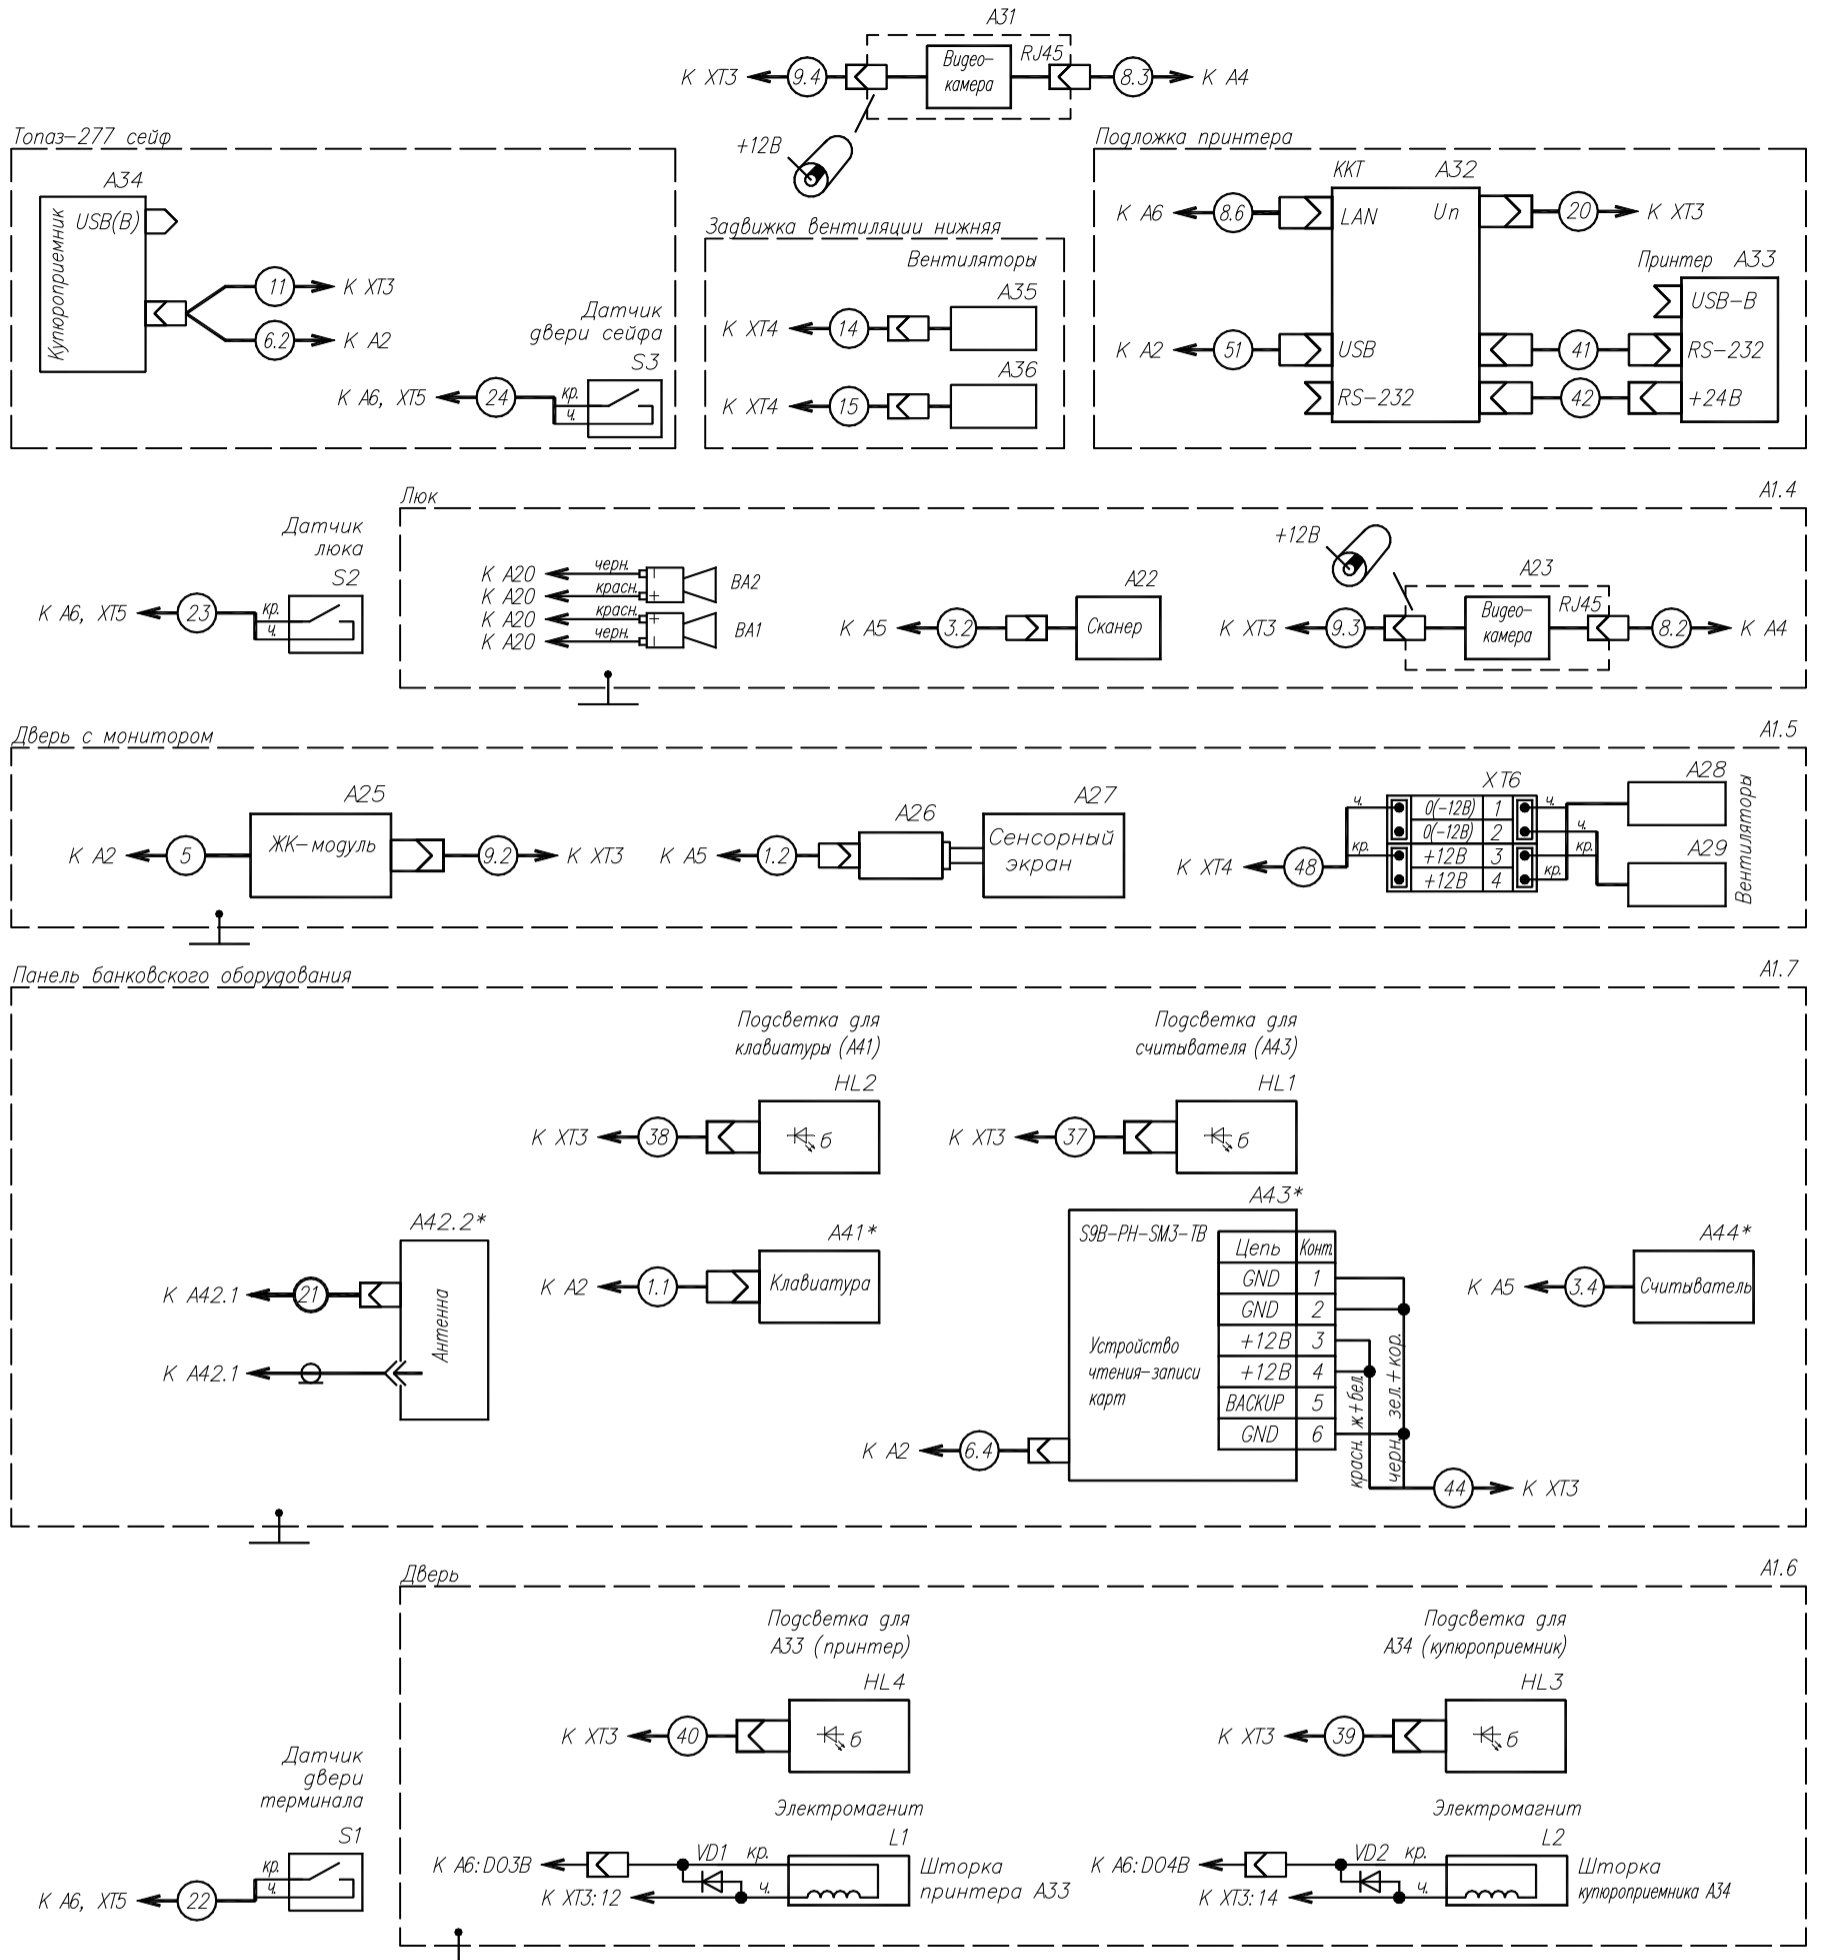 А31
К ХТ3
9.4
Видео-
камера
RJ45
8.3
К А4
+12В
Топаз-277 сейф
А34
Купюроприемник
USB(B)
11
К ХТ3
6.2
К А2
Датчик
двери сейфа
S3
К А6, ХТ5
24
кр.
ч.
Задвижка вентиляции нижняя
Вентиляторы
А35
К ХТ4
14
А36
К ХТ4
15
Подложка принтера
ККТ
А32
К А6
8.6
LAN
Uп
20
К ХТ3
Принтер А33
USB-B
К А2
51
USB
41
RS-232
RS-232
42
+24В
Датчик
люка
S2
К А6, ХТ5
23
кр.
ч.
Люк
А1.4
К А20
черн.
К А20
красн.
ВА2
К А20
красн.
К А20
черн.
ВА1
А22
К А5
3.2
Сканер
+12В
А23
К ХТ3
9.3
Видео-
камера
RJ45
8.2
К А4
Дверь с монитором
А1.5
А25
К А2
5
ЖК-модуль
9.2
К ХТ3
А26
А27
К А5
1.2
Сенсорный
экран
ХТ6
К ХТ4
48
ч.
кр.
0(-12В) 1
0(-12В) 2
+12В 3
+12В 4
ч.
ч.
кр.
кр.
А28
А29
Вентиляторы
Панель банковского оборудования
А1.7
Подсветка для
клавиатуры (А41)
HL2
К ХТ3
38
б
Подсветка для
считывателя (А43)
HL1
К ХТ3
37
б
А42.2*
К А42.1
21
К А42.1
Антенна
А41*
К А2
1.1
Клавиатура
А43*
S9B-PH-SM3-TB
Устройство
чтения-записи
карт
Цепь Конт.
GND 1
GND 2
+12В 3
+12В 4
BACKUP 5
GND 6
красн. ж+бел.
черн. зел.+кор.
К А2
6.4
44
К ХТ3
А44*
К А5
3.4
Считыватель
Дверь
А1.6
Подсветка для
А33 (принтер)
HL4
К ХТ3
40
б
Подсветка для
А34 (купюроприемник)
HL3
К ХТ3
39
б
Датчик
двери
терминала
S1
К А6, ХТ5
22
кр.
ч.
Электромагнит
L1
К А6:DO3В
VD1
кр.
К ХТ3:12
ч.
Шторка
принтера А33
Электромагнит
L2
К А6:DO4В
VD2
кр.
К ХТ3:14
ч.
Шторка
купюроприемника А34